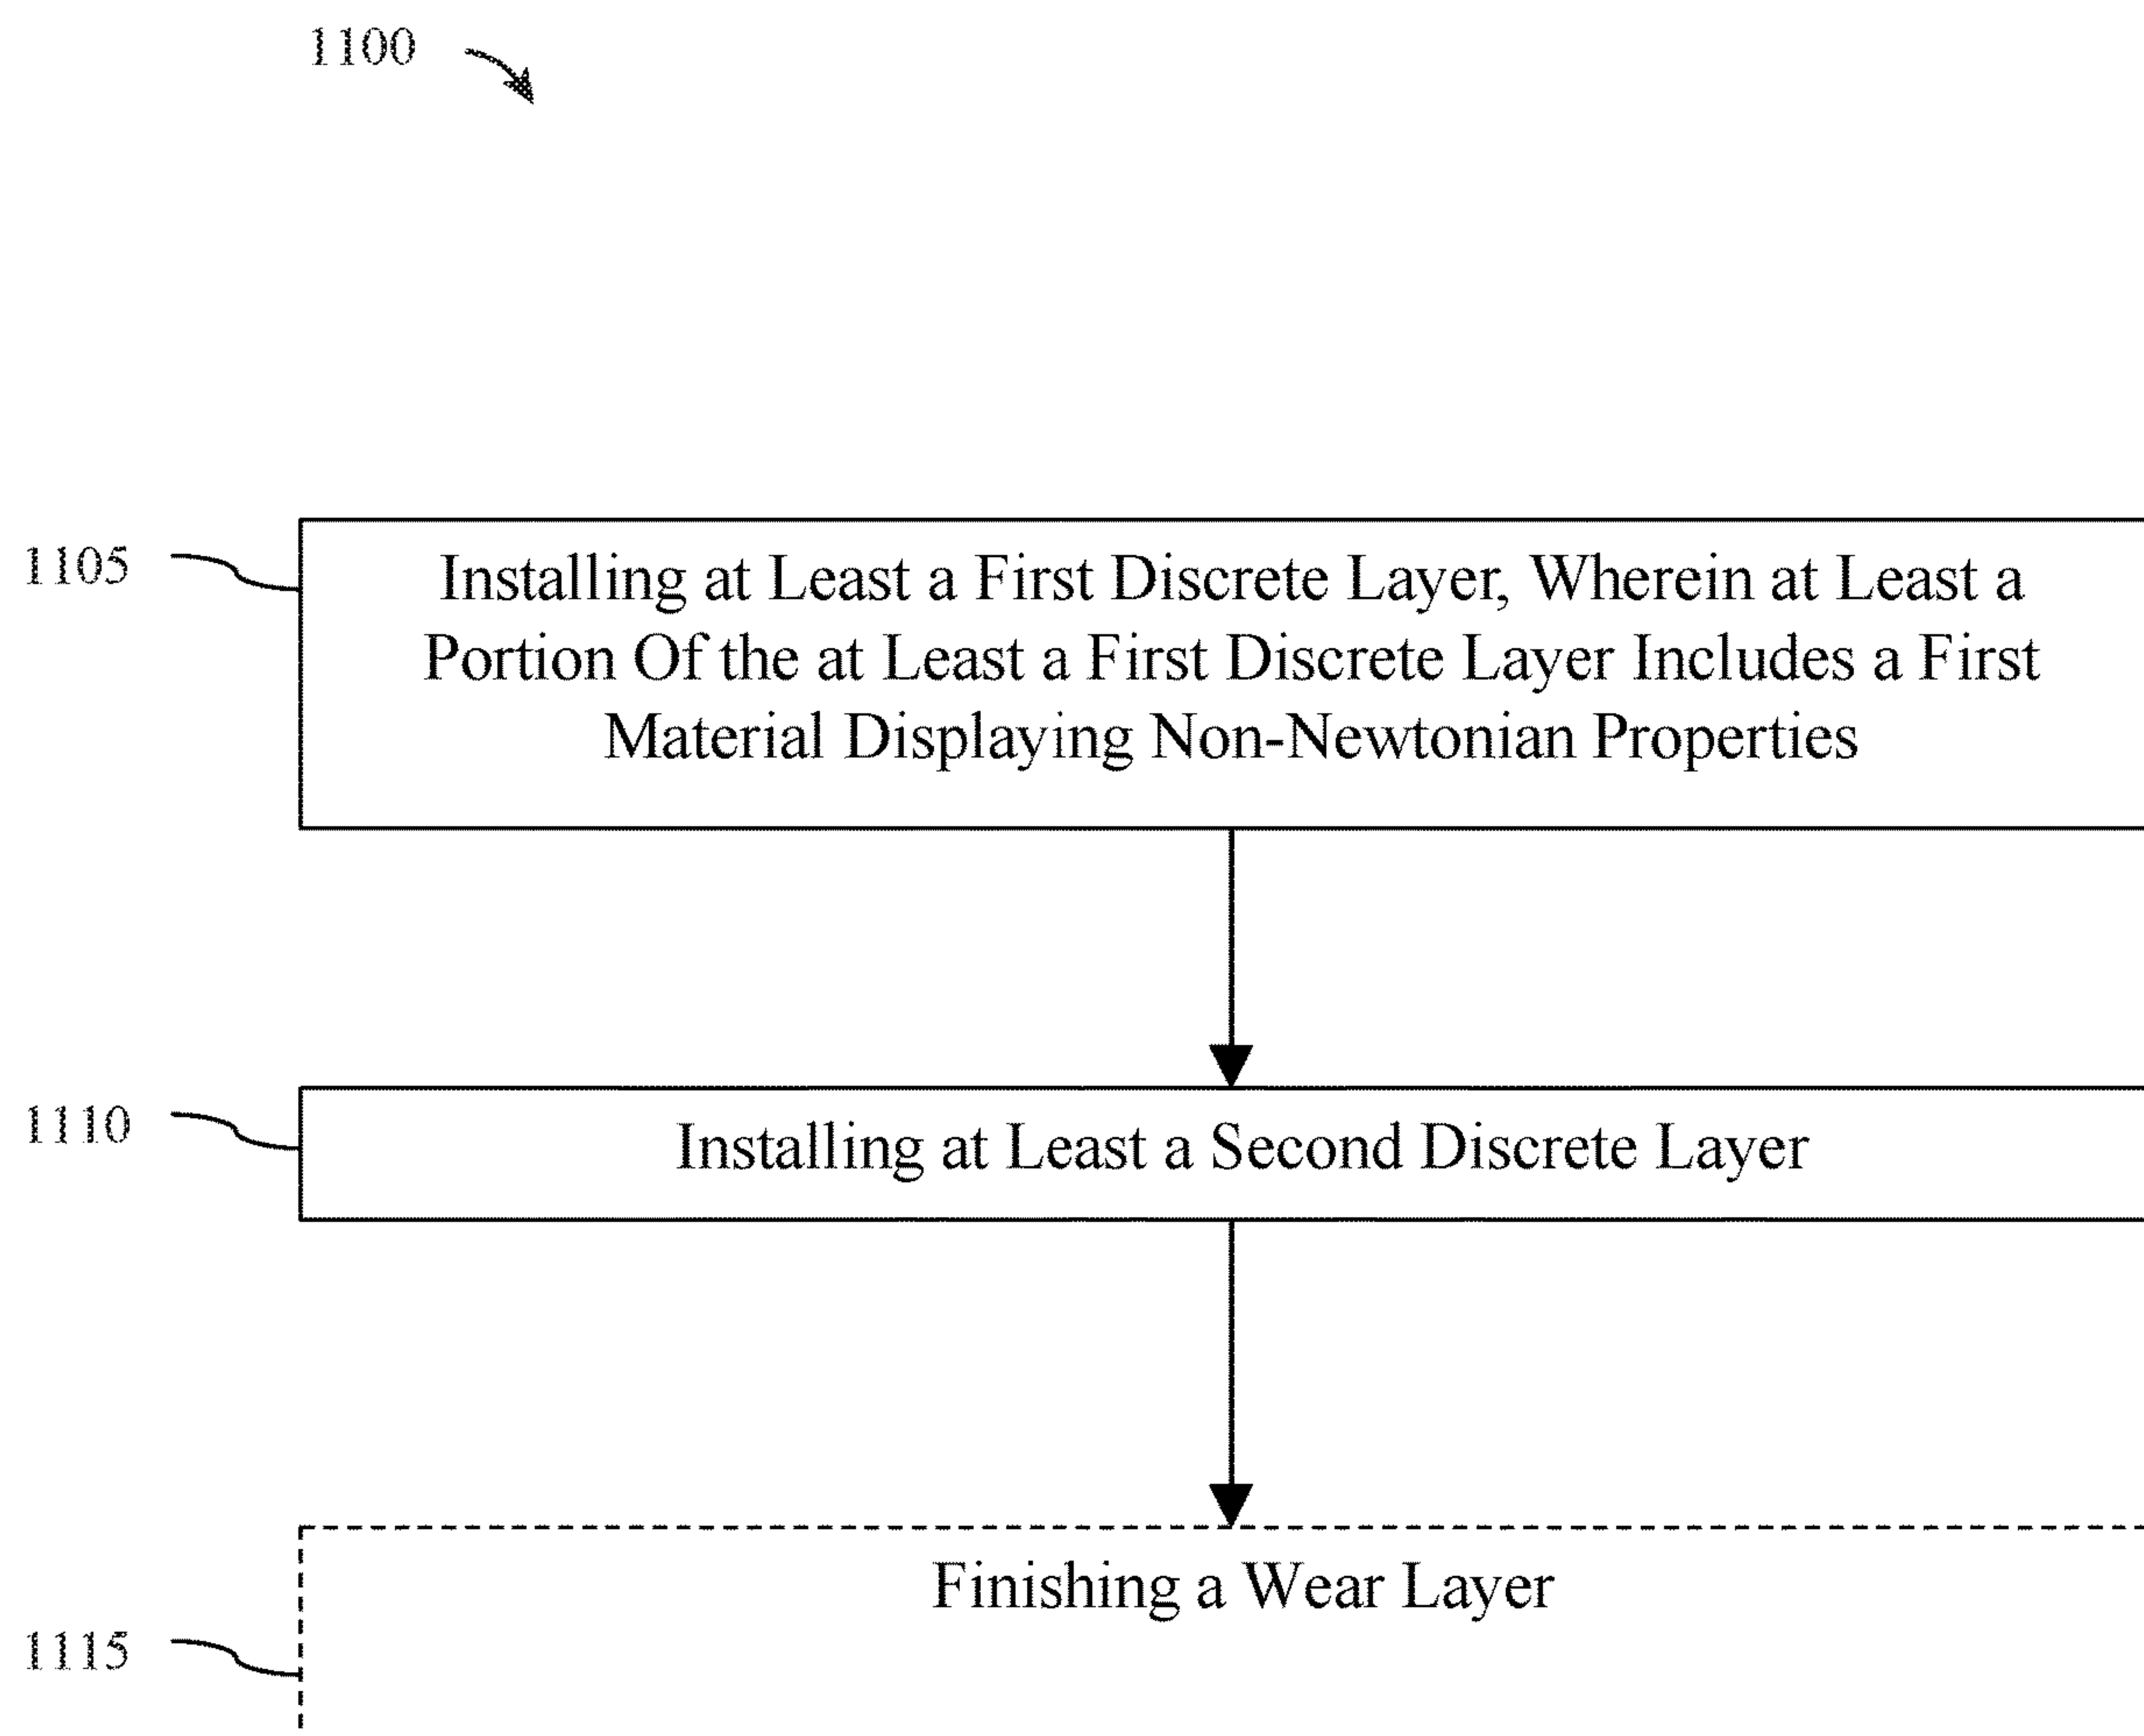 1100
1105
Installing at Least a First Discrete Layer, Wherein at Least a
Portion Of the at Least a First Discrete Layer Includes a First
Material Displaying Non-Newtonian Properties
1110
Installing at Least a Second Discrete Layer
Finishing a Wear Layer
1115